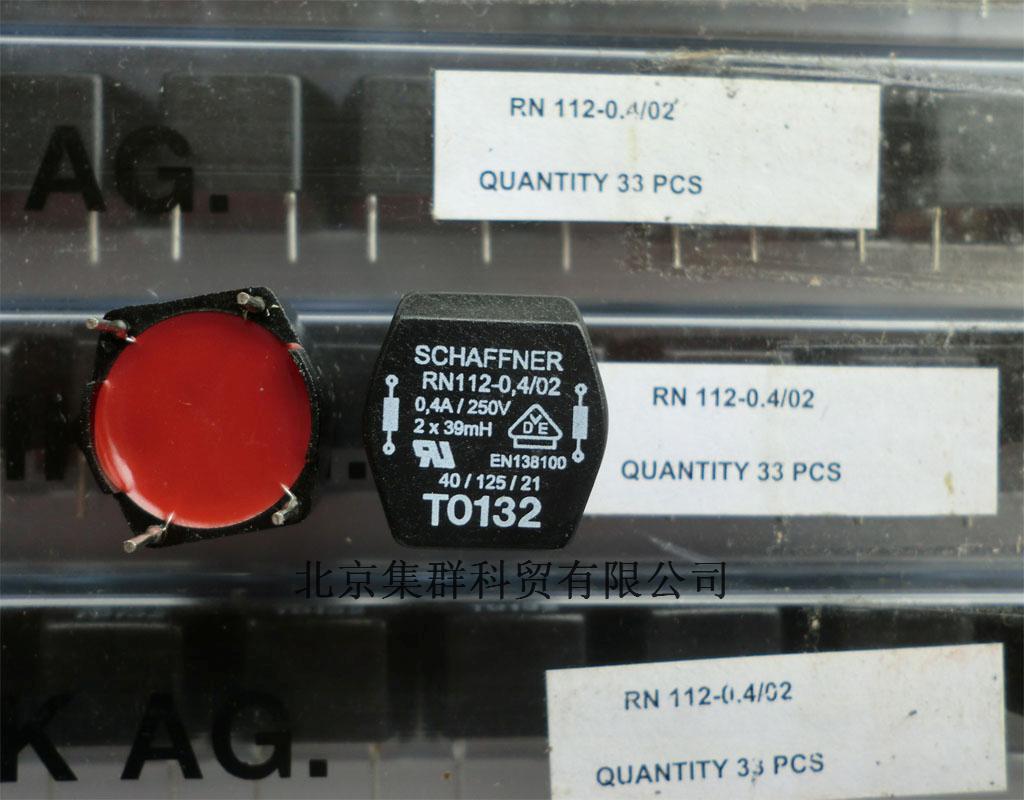 AG.
RN 112-0.4/02
QUANTITY 33 PCS
SCHAFFNER
RN112-0,4/02
0,4A / 250V
2 x 39mH
VDE
EN138100
40 / 125 / 21
T0132
RN 112-0.4/02
QUANTITY 33 PCS
北京集群科贸有限公司
K AG.
RN 112-0.4/02
QUANTITY 33 PCS